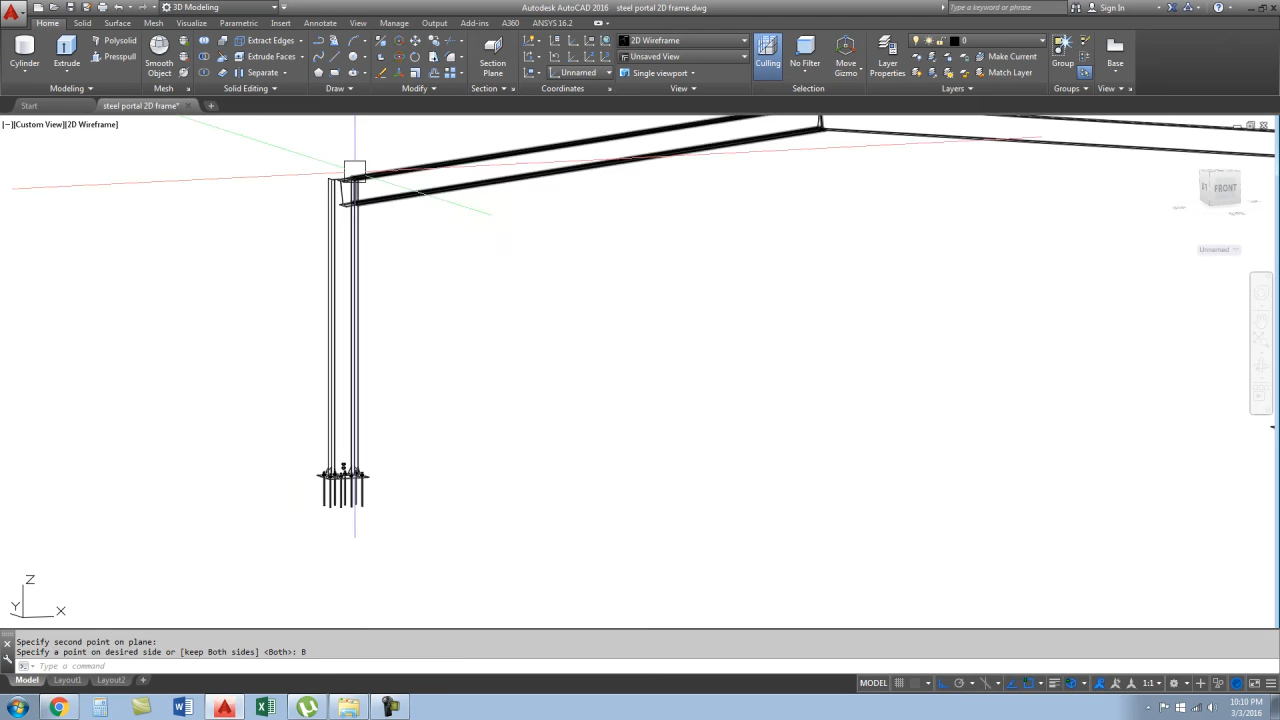 3D Modeling
Autodesk AutoCAD 2016   steel portal 2D frame.dwg
Type a keyword or phrase
Sign In
Home Solid Surface Mesh Visualize Parametric Insert Annotate View Manage Output Add-ins A360 ANSYS 16.2
Cylinder
Extrude
Polysolid
Presspull
Smooth Object
Extract Edges
Extrude Faces
Separate
Section Plane
Unnamed
2D Wireframe
Unsaved View
Single viewport
Culling
No Filter
Move Gizmo
Layer Properties
0
Make Current
Match Layer
Group
Base
Modeling Mesh Solid Editing Draw Modify Section Coordinates View Selection Layers Groups View
Start
steel portal 2D frame*
[−][Custom View][2D Wireframe]
FRONT
Unnamed
Z
Y
X
Specify second point on plane:
Specify a point on desired side or [keep Both sides] <Both>: B
Type a command
Model Layout1 Layout2
MODEL
1:1
10:10 PM
3/3/2016